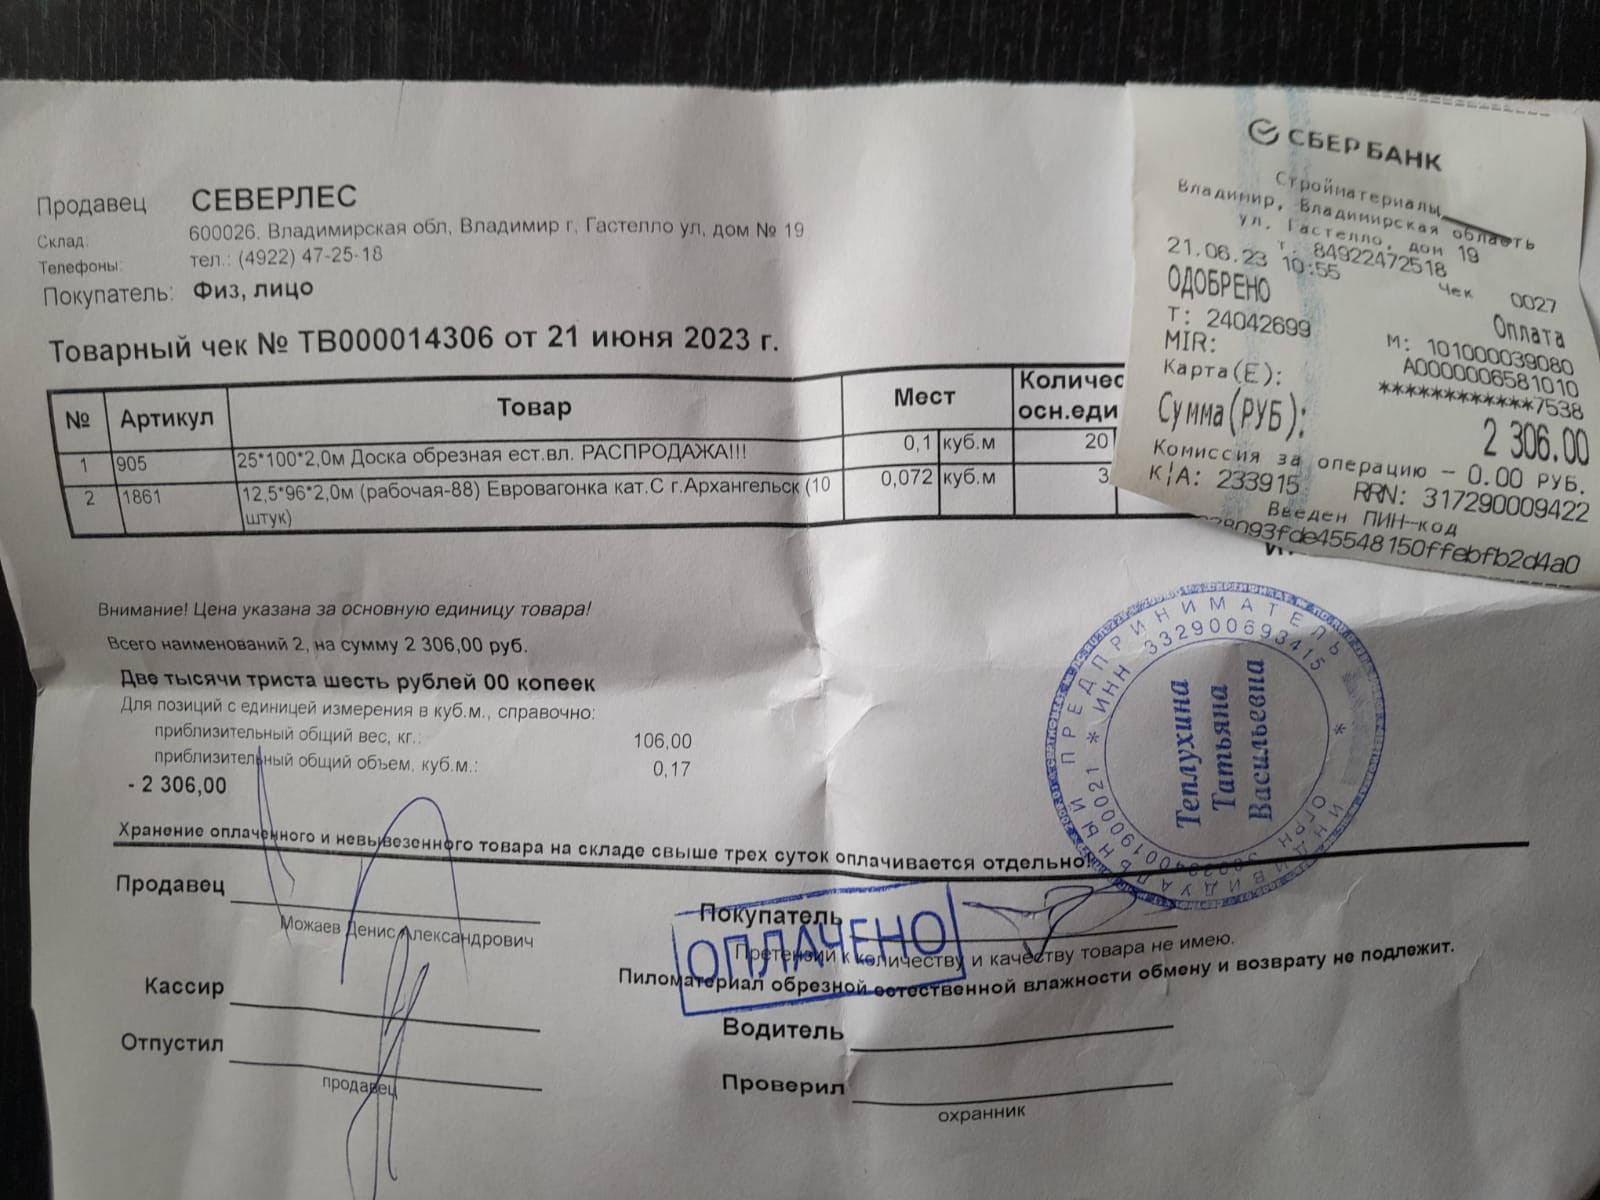 Продавец СЕВЕРЛЕС
Склад: 600026, Владимирская обл, Владимир г, Гастелло ул, дом № 19
Телефоны: тел.: (4922) 47-25-18
Покупатель: Физ, лицо
Товарный чек № ТВ000014306 от 21 июня 2023 г.
№ Артикул Товар Мест Количес
осн.еди
1 905 25*100*2,0м Доска обрезная ест.вл. РАСПРОДАЖА!!! 0,1 куб.м 20
2 1861 12,5*96*2,0м (рабочая-88) Евровагонка кат.С г.Архангельск (10 0,072 куб.м 3
штук)
Внимание! Цена указана за основную единицу товара!
Всего наименований 2, на сумму 2 306,00 руб.
Две тысячи триста шесть рублей 00 копеек
Для позиций с единицей измерения в куб.м., справочно:
приблизительный общий вес, кг.: 106,00
приблизительный общий объем, куб.м.: 0,17
- 2 306,00
Хранение оплаченного и невывезенного товара на складе свыше трех суток оплачивается отдельно.
Продавец
Можаев Денис Александрович
Кассир
Отпустил
продавец
Покупатель
Претензий к количеству и качеству товара не имею.
Пиломатериал обрезной естественной влажности обмену и возврату не подлежит.
Водитель
Проверил
охранник
ОПЛАЧЕНО
ИНДИВИДУАЛЬНЫЙ ПРЕДПРИНИМАТЕЛЬ
* ИНН 332900693415 *
ОГРН
Теплухина
Татьяна
Васильевна
СБЕРБАНК
Стройматериалы
Владимир, Владимирская область
ул. Гастелло, дом 19
т. 84922472518
21.06.23 10:55 Чек 0027
ОДОБРЕНО Оплата
Т: 24042699 М: 101000039080
MIR: A0000006581010
Карта(Е): ************7538
Сумма(РУБ): 2 306.00
Комиссия за операцию – 0.00 РУБ.
К/А: 233915 RRN: 317290009422
Введен ПИН-код
093fde45548150ffebfb2d4a0